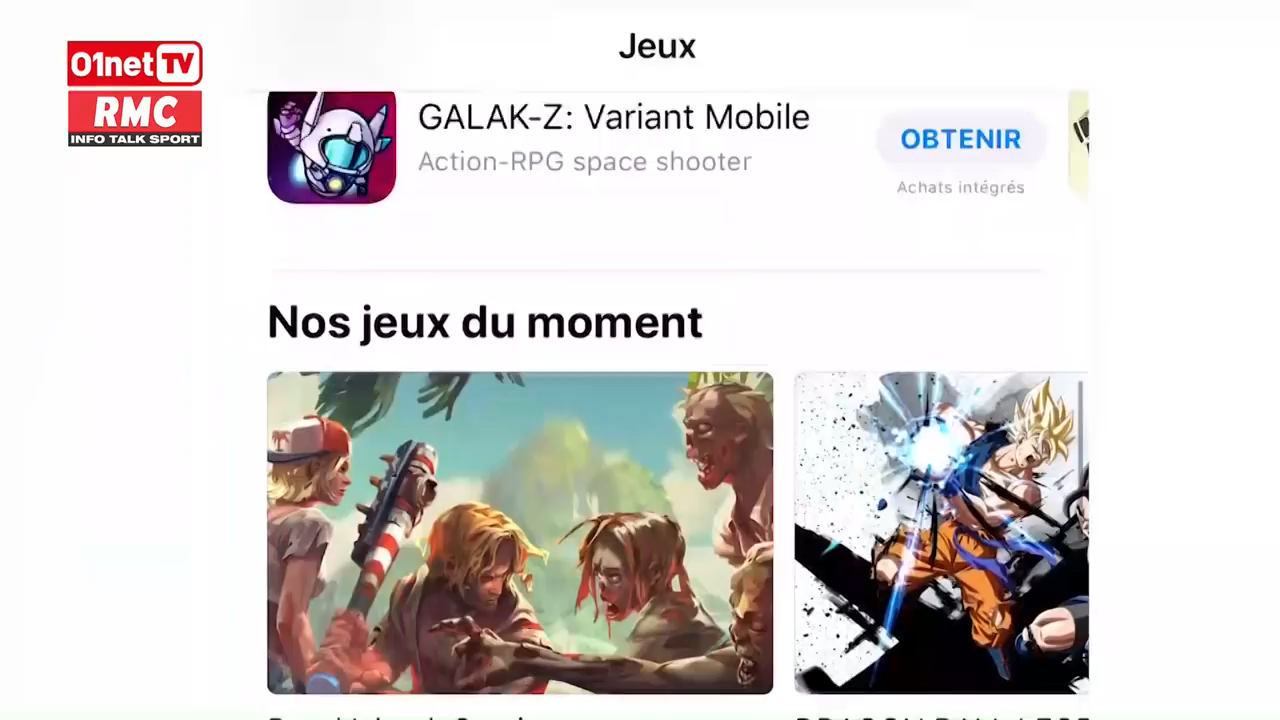 Jeux
01net TV
RMC
INFO TALK SPORT
GALAK-Z: Variant Mobile
Action-RPG space shooter
OBTENIR
Achats intégrés
Nos jeux du moment